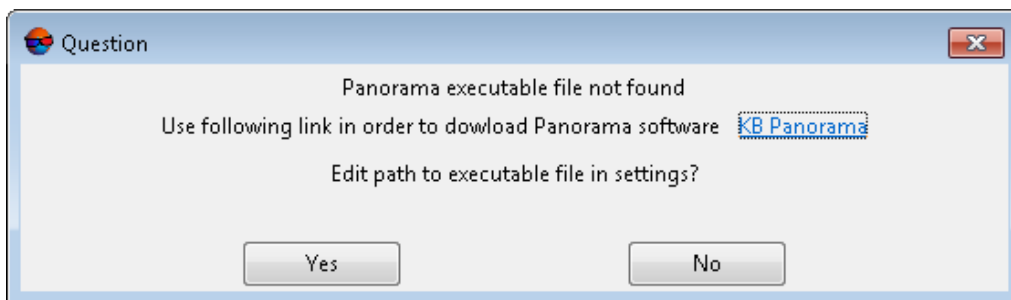 Question
Panorama executable file not found
Use following link in order to dowload Panorama software KB Panorama
Edit path to executable file in settings?
Yes No